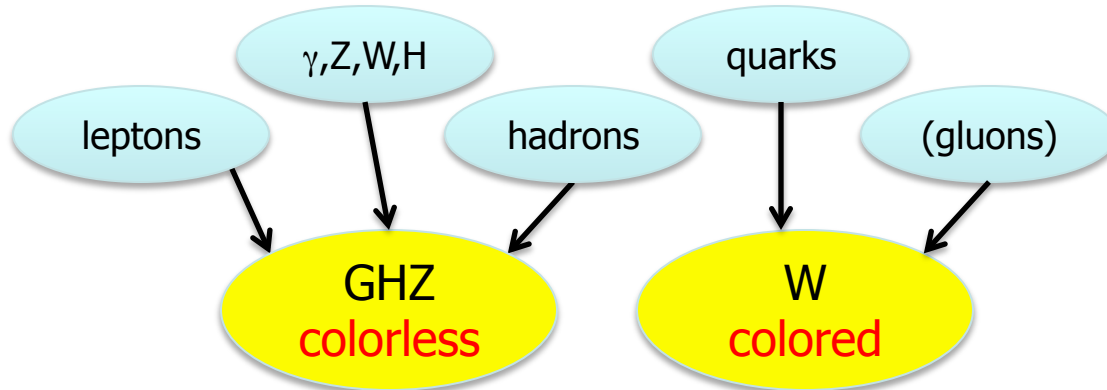 γ,Z,W,H
quarks
leptons
hadrons
(gluons)
GHZ
colorless
W
colored